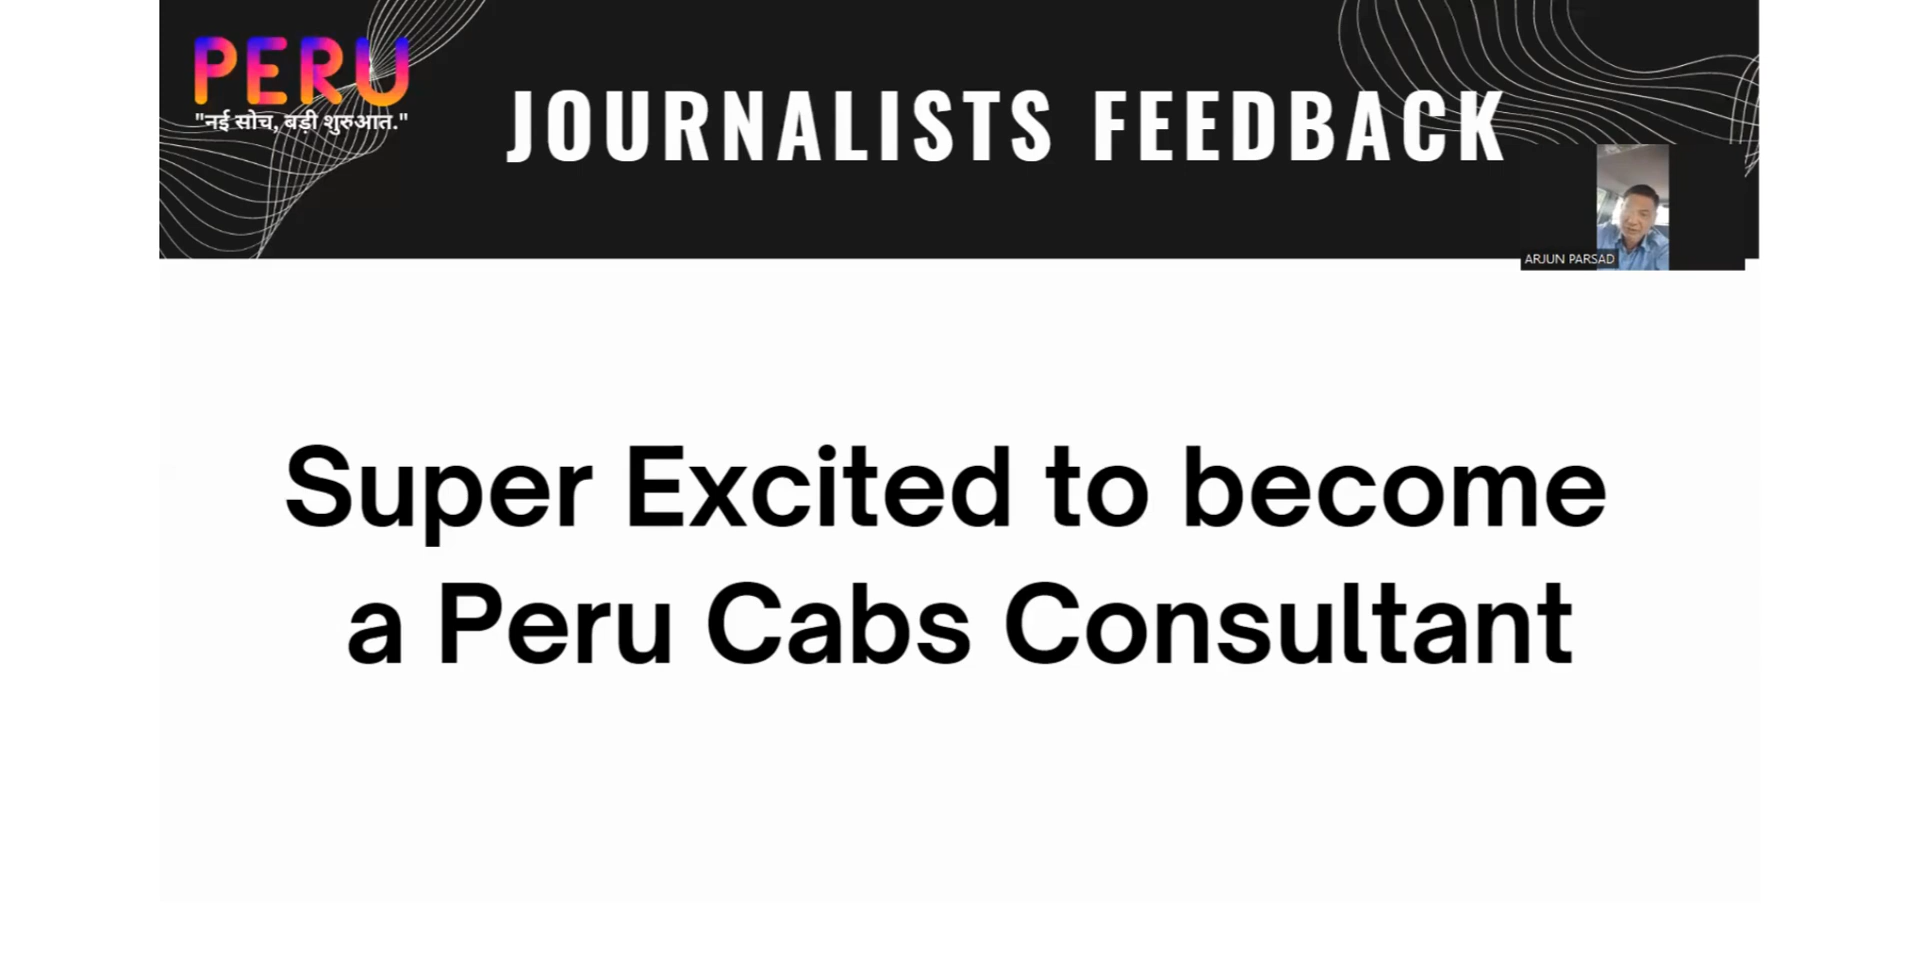 PERU
"नई सोच, बड़ी शुरुआत."
JOURNALISTS FEEDBACK
ARJUN PARSAD
Super Excited to become
a Peru Cabs Consultant